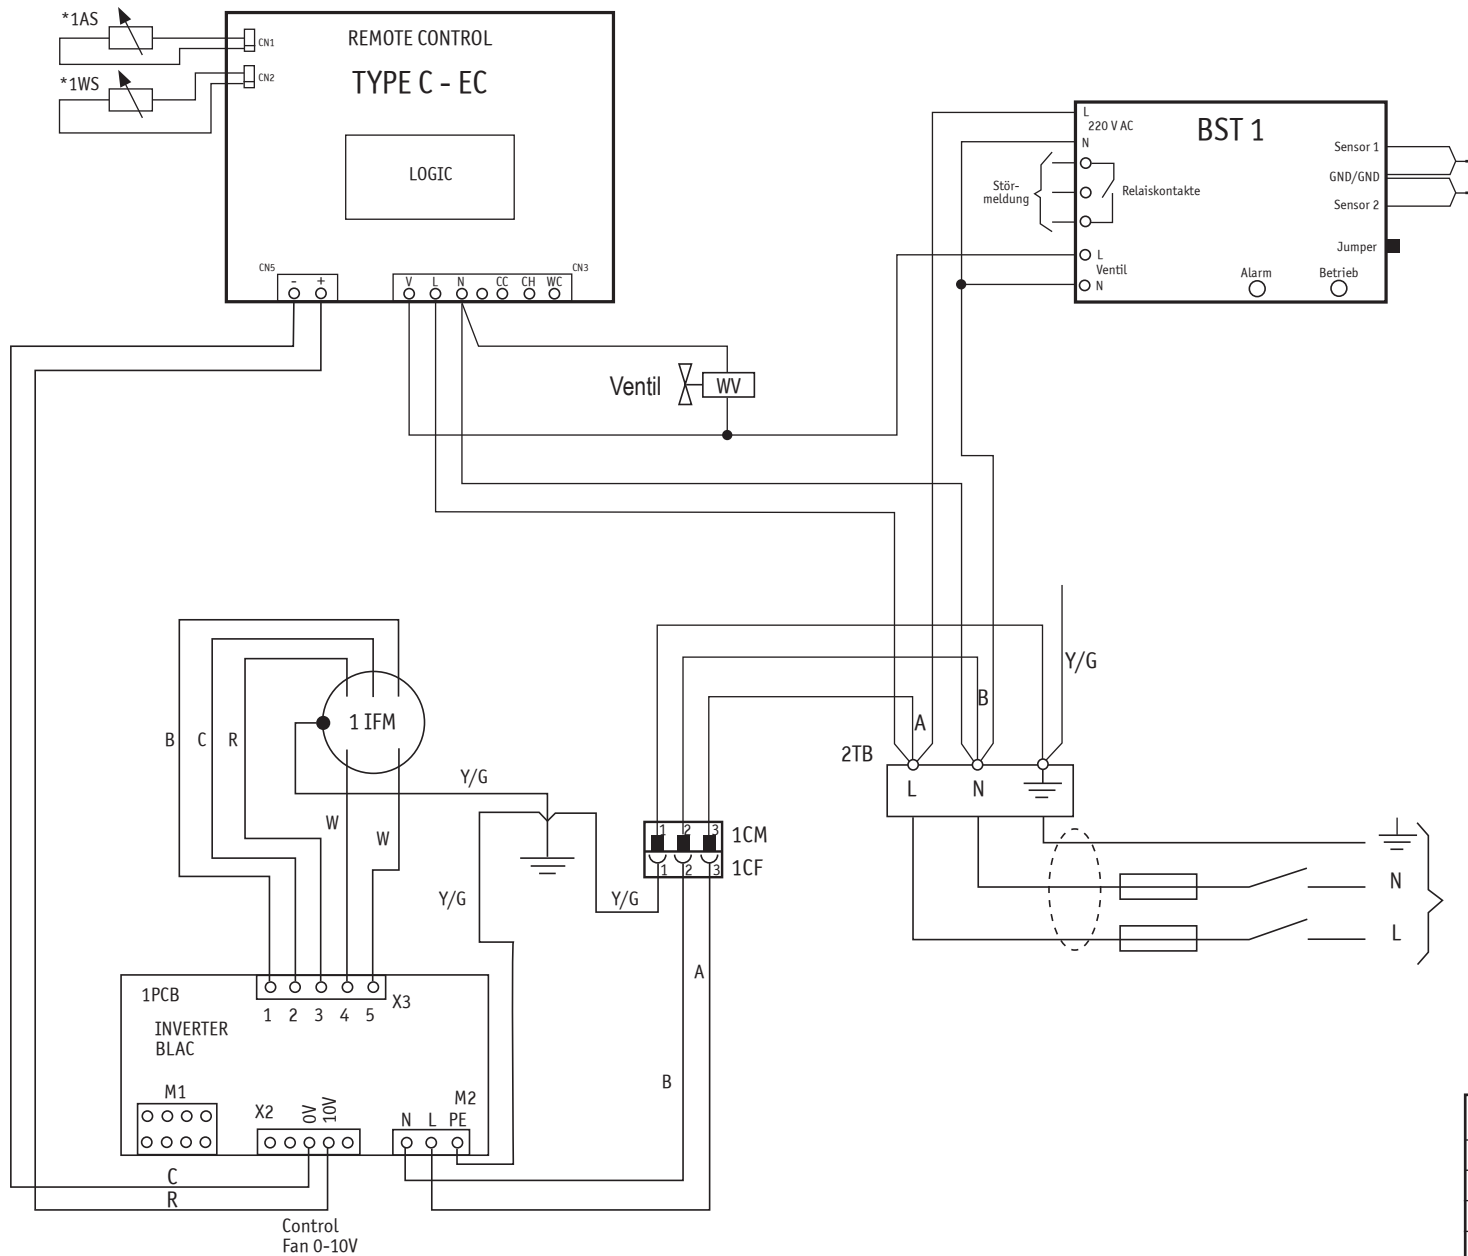 *1AS
CN1
REMOTE CONTROL
*1WS
CN2
TYPE C - EC
LOGIC
CN5
- +
V L N CC CH WC
CN3
L
220 V AC
N
BST 1
Sensor 1
GND/GND
Sensor 2
Stör-
meldung
Relaiskontakte
Jumper
L
Ventil
N
Alarm
Betrieb
Ventil
WV
Y/G
B
A
2TB
L N
1 IFM
B C R
Y/G
W
W
1 2 3
1CM
1CF
1 2 3
Y/G
Y/G
N
L
A
1PCB
X3
1 2 3 4 5
INVERTER
BLAC
B
M1
X2
0V
10V
M2
N L PE
C
R
Control
Fan 0-10V